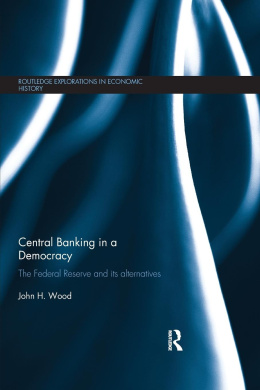 ROUTLEDGE EXPLORATIONS IN ECONOMIC
HISTORY
Central Banking in a
Democracy
The Federal Reserve and its alternatives
John H. Wood
R
ROUTLEDGE